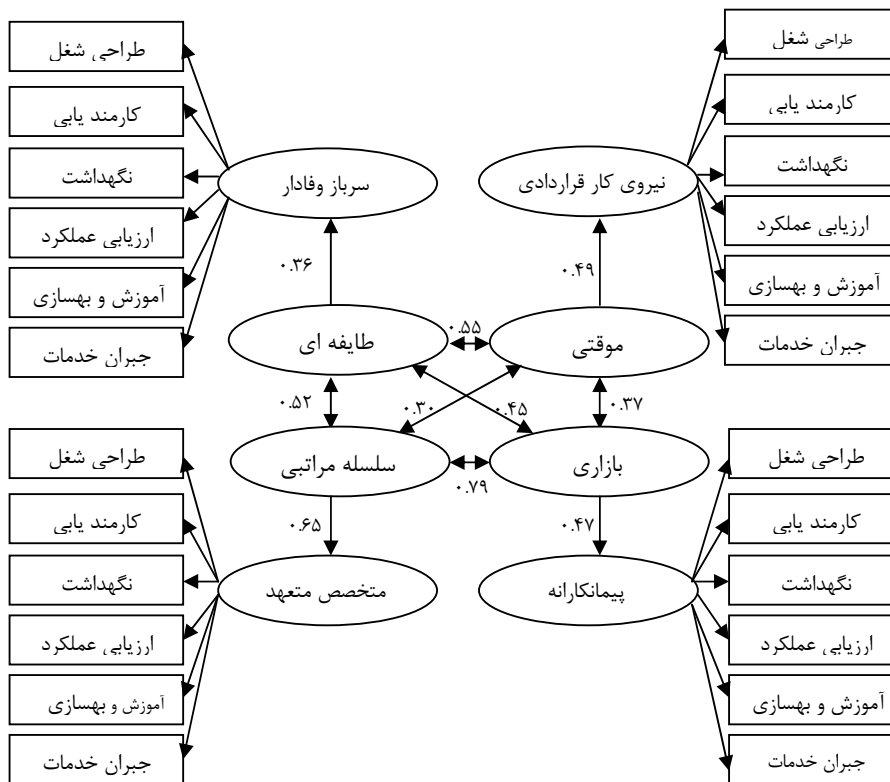 طراحی شغل
کارمند یابی
نگهداشت
ارزیابی عملکرد
آموزش و بهسازی
جبران خدمات
نیروی کار قراردادی
سرباز وفادار
طراحی شغل
کارمند یابی
نگهداشت
ارزیابی عملکرد
آموزش و بهسازی
جبران خدمات
۰.۴۹
۰.۳۶
موقتی
۰.۵۵
طایفه ای
۰.۳۷
۰.۴۵
۰.۳۰
۰.۵۲
بازاری
۰.۷۹
سلسله مراتبی
۰.۴۷
۰.۶۵
پیمانکارانه
متخصص متعهد
طراحی شغل
کارمند یابی
نگهداشت
ارزیابی عملکرد
آموزش و بهسازی
جبران خدمات
طراحی شغل
کارمند یابی
نگهداشت
ارزیابی عملکرد
آموزش و بهسازی
جبران خدمات